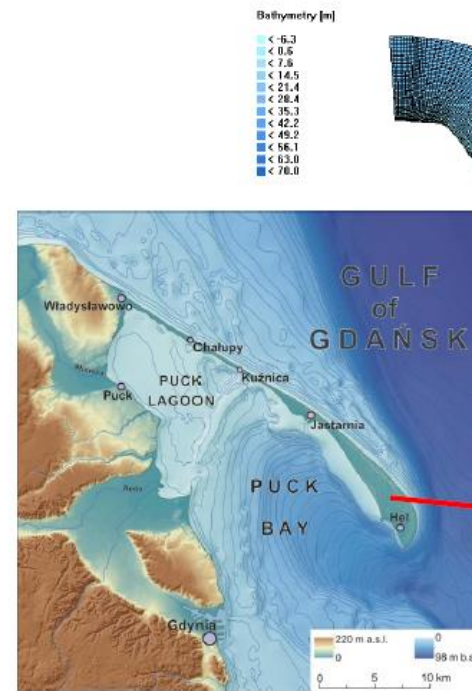 Bathymetry [m]
< -6.3
< 0.6
< 7.6
< 14.5
< 21.4
< 28.4
< 35.3
< 42.2
< 49.2
< 56.1
< 63.0
< 70.0
GULF
of
GDAŃSK
Władysławowo
Chałupy
PUCK
LAGOON
Kuźnica
Puck
Jastarnia
PUCK
BAY
Hel
Gdynia
220 m a.s.l.
0
0
98 m b.s
0 5 10 km